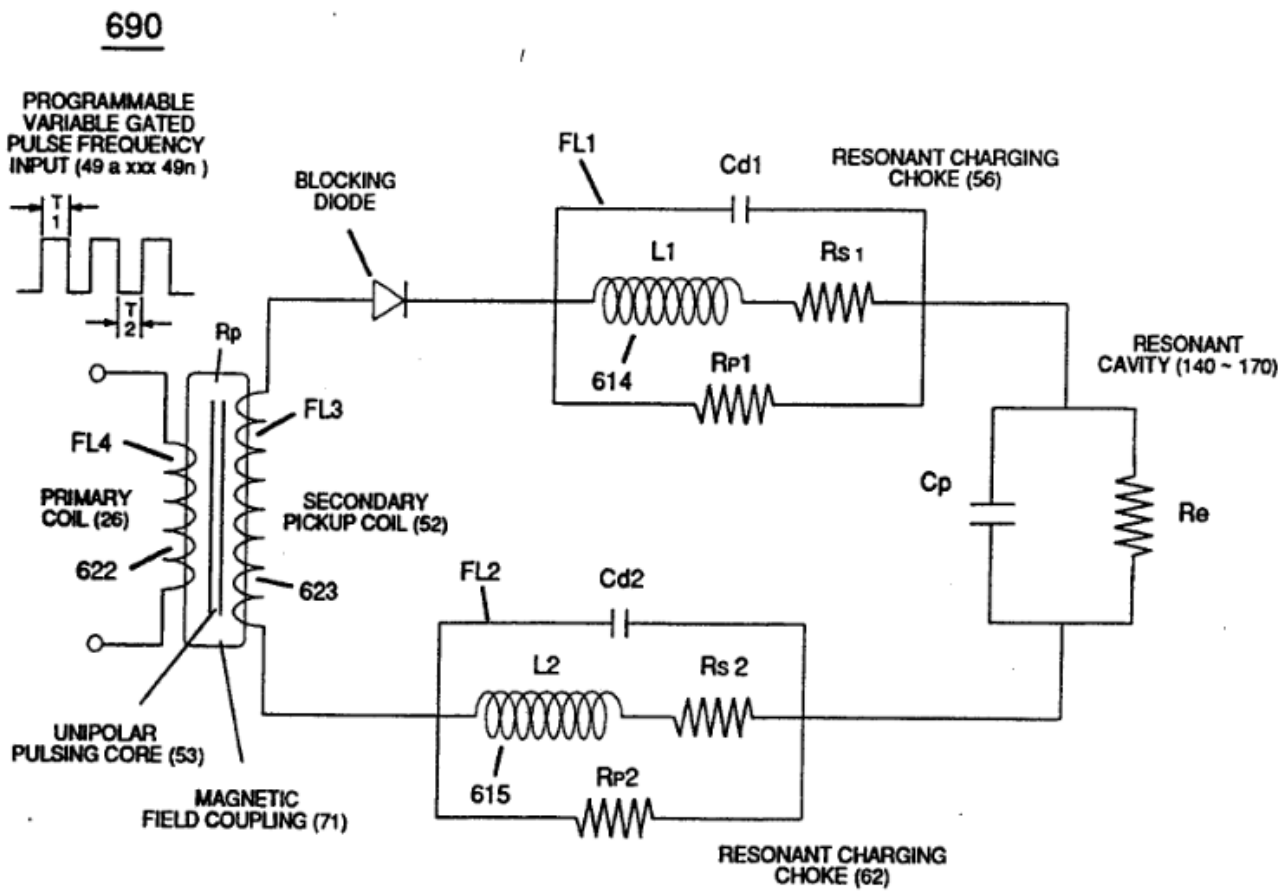 690
PROGRAMMABLE
VARIABLE GATED
PULSE FREQUENCY
INPUT (49 a xxx 49n )
T
1
T
2
BLOCKING
DIODE
FL1
Cd1
RESONANT CHARGING
CHOKE (56)
L1
Rs 1
614
RP1
Rp
RESONANT
CAVITY (140 ~ 170)
FL3
FL4
PRIMARY
COIL (26)
SECONDARY
PICKUP COIL (52)
Cp
Re
622
623
FL2
Cd2
L2
Rs 2
615
RP2
UNIPOLAR
PULSING CORE (53)
MAGNETIC
FIELD COUPLING (71)
RESONANT CHARGING
CHOKE (62)